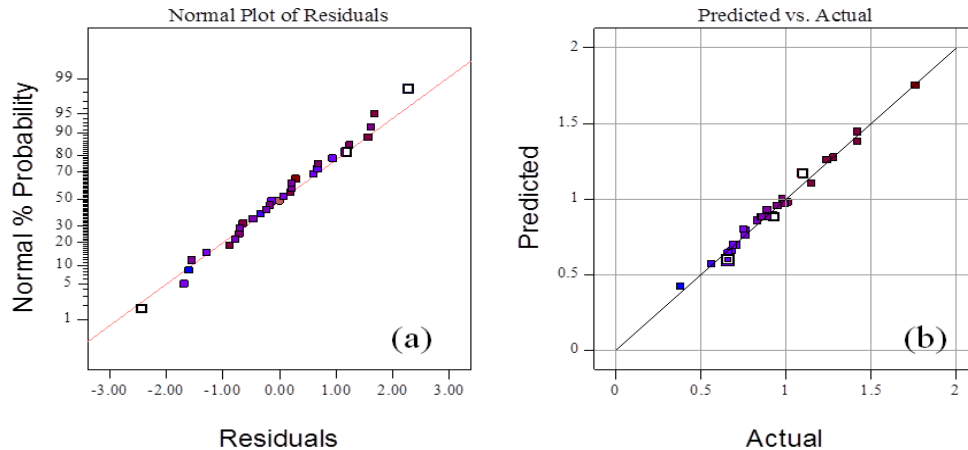 Normal Plot of Residuals
Normal % Probability
99
95
90
80
70
50
30
20
10
5
1
(a)
-3.00 -2.00 -1.00 0.00 1.00 2.00 3.00
Residuals
Predicted vs. Actual
Predicted
2
1.5
1
0.5
0
(b)
0 0.5 1 1.5 2
Actual